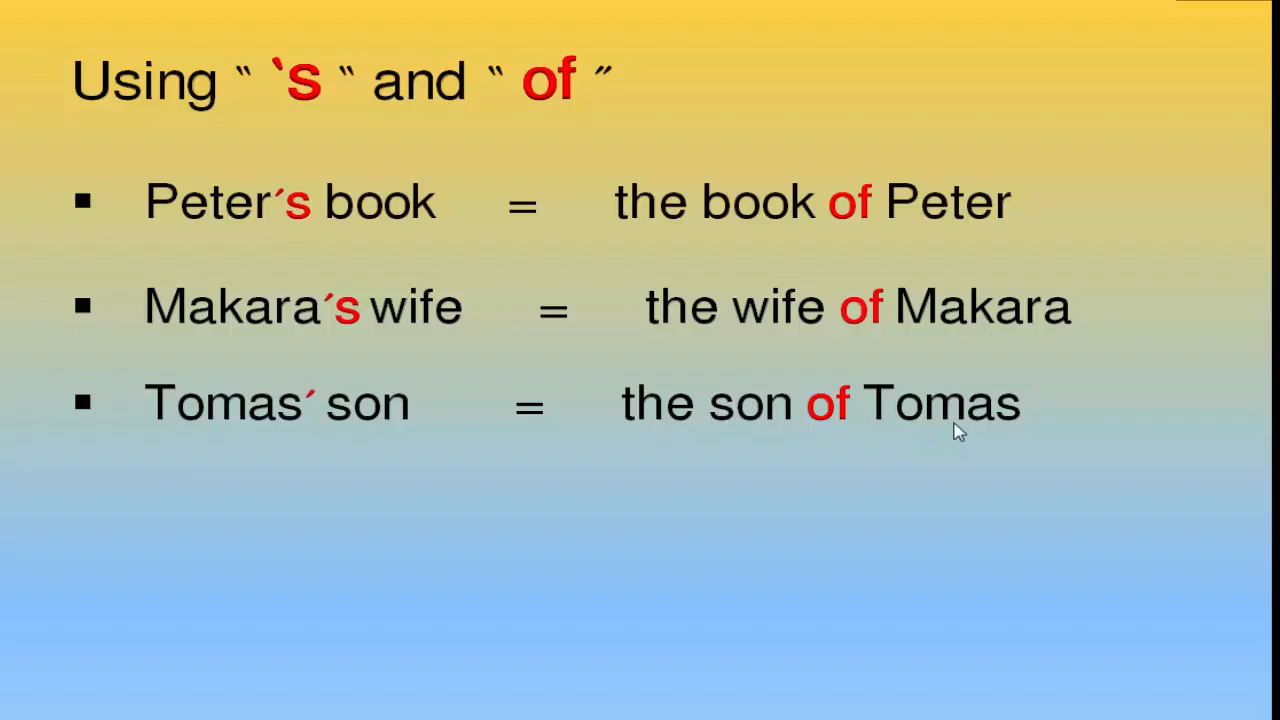 Using “ ‛s “ and “ of ”
▪ Peter´s book = the book of Peter
▪ Makara´s wife = the wife of Makara
▪ Tomas´ son = the son of Tomas